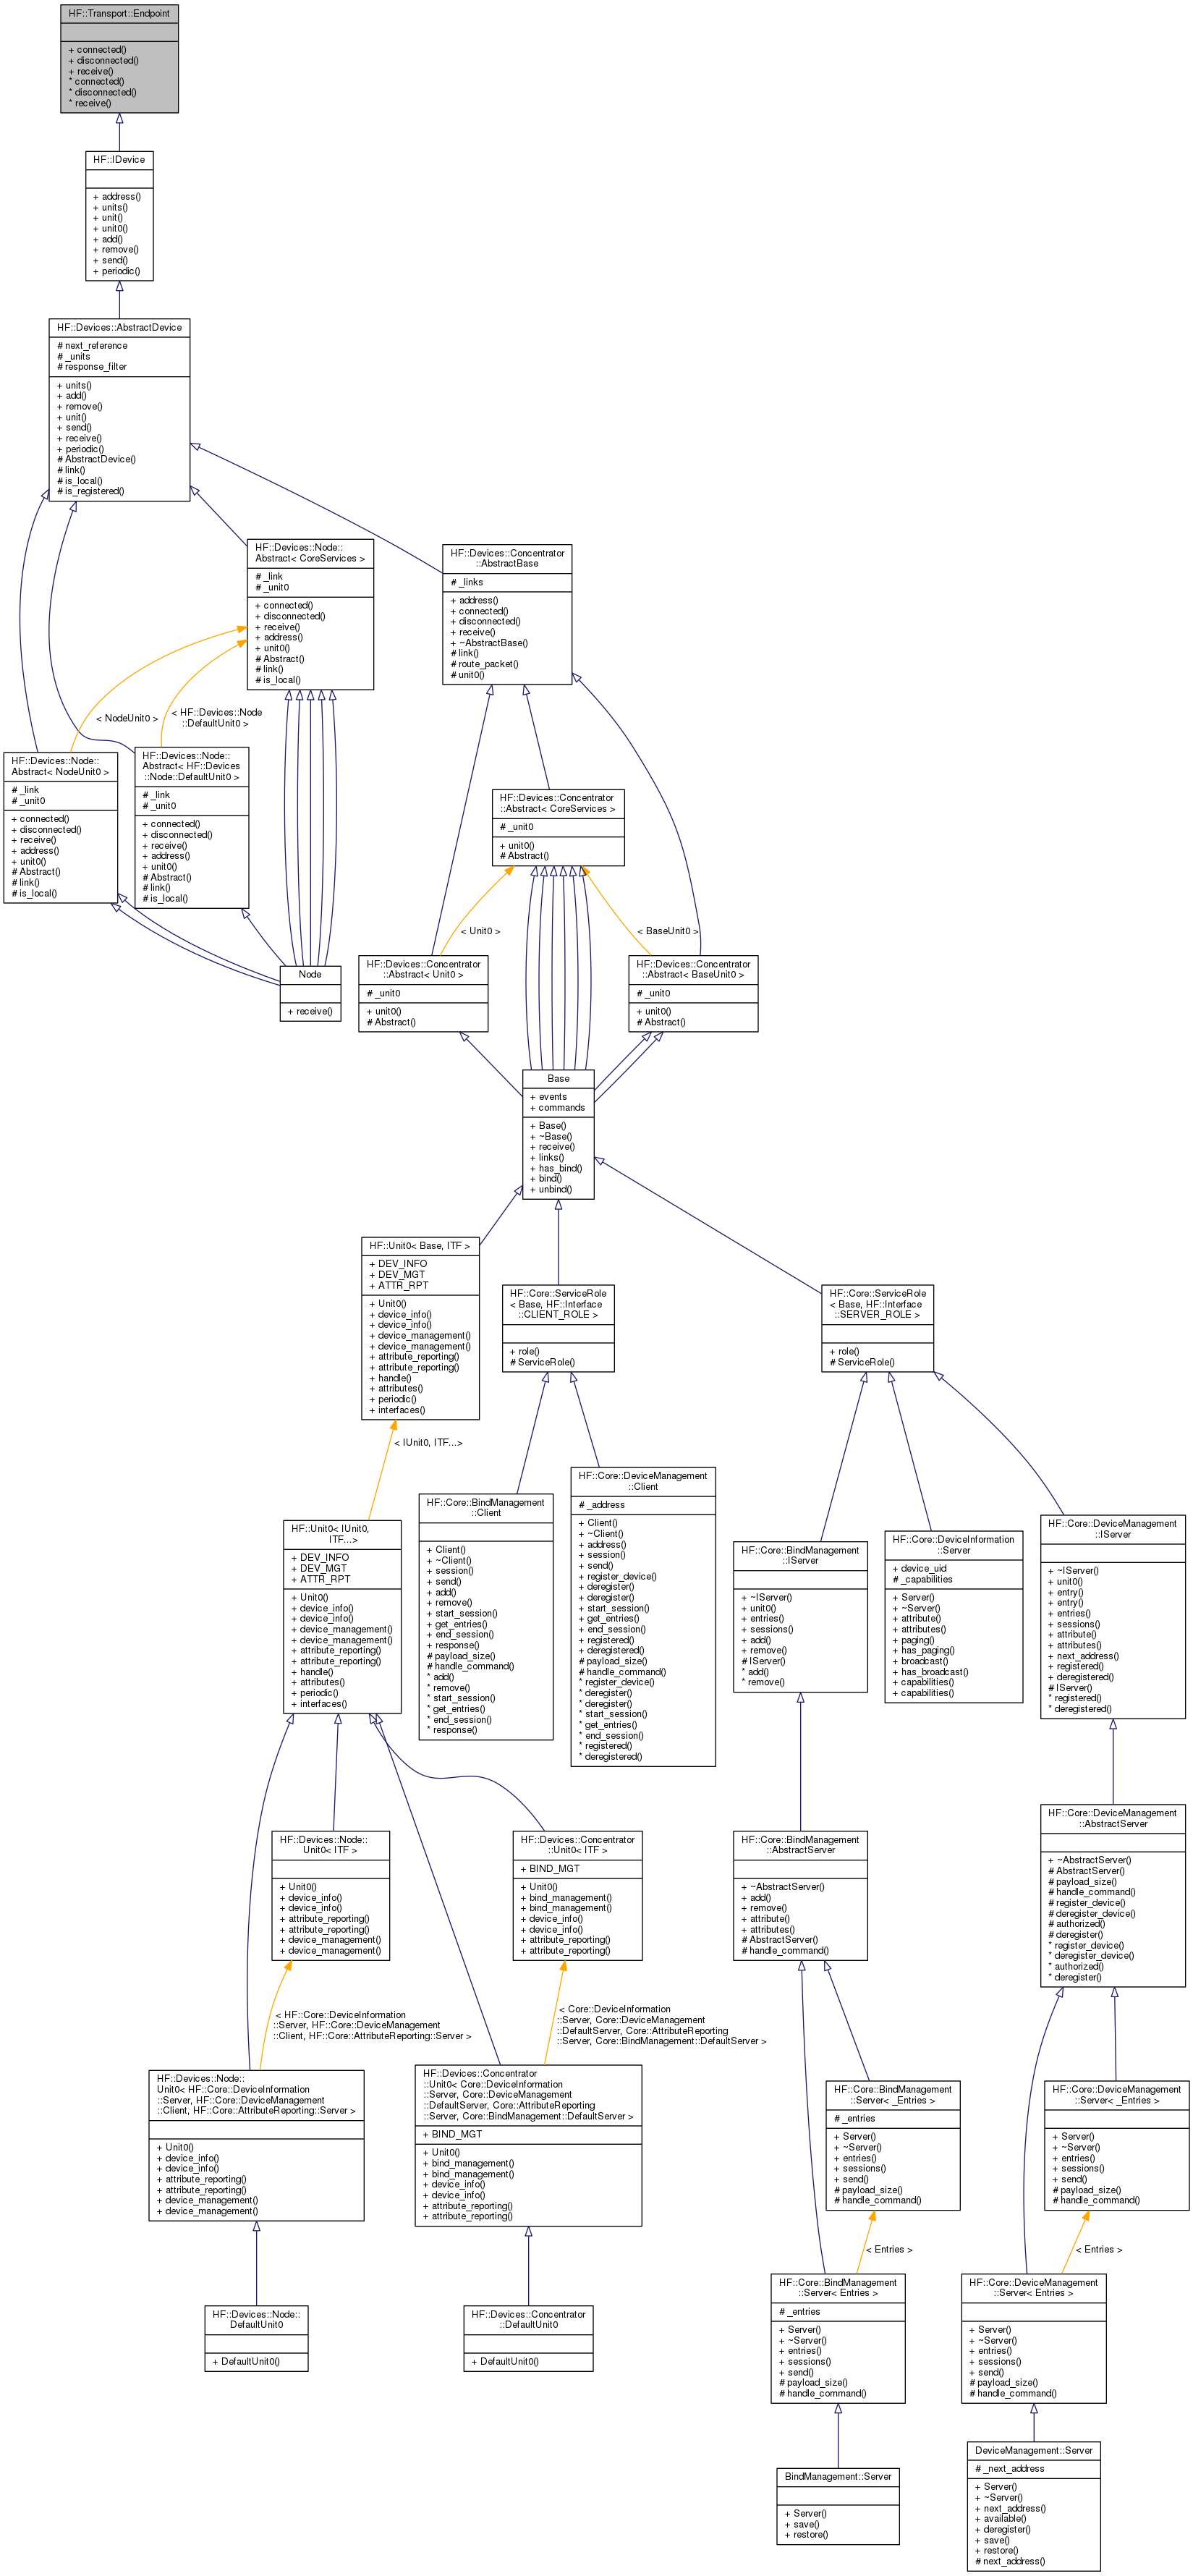 HF::Transport::Endpoint
+ connected()
+ disconnected()
+ receive()
* connected()
* disconnected()
* receive()
HF::IDevice
+ address()
+ units()
+ unit()
+ unit0()
+ add()
+ remove()
+ send()
+ periodic()
HF::Devices::AbstractDevice
# next_reference
# _units
# response_filter
+ units()
+ add()
+ remove()
+ unit()
+ send()
+ receive()
+ periodic()
# AbstractDevice()
# link()
# is_local()
# is_registered()
HF::Devices::Node::
Abstract< CoreServices >
# _link
# _unit0
+ connected()
+ disconnected()
+ receive()
+ address()
+ unit0()
# Abstract()
# link()
# is_local()
HF::Devices::Concentrator
::AbstractBase
# _links
+ address()
+ connected()
+ disconnected()
+ receive()
+ ~AbstractBase()
# link()
# route_packet()
# unit0()
< NodeUnit0 >
< HF::Devices::Node
::DefaultUnit0 >
HF::Devices::Node::
Abstract< NodeUnit0 >
# _link
# _unit0
+ connected()
+ disconnected()
+ receive()
+ address()
+ unit0()
# Abstract()
# link()
# is_local()
HF::Devices::Node::
Abstract< HF::Devices
::Node::DefaultUnit0 >
# _link
# _unit0
+ connected()
+ disconnected()
+ receive()
+ address()
+ unit0()
# Abstract()
# link()
# is_local()
HF::Devices::Concentrator
::Abstract< CoreServices >
# _unit0
+ unit0()
# Abstract()
< Unit0 >
< BaseUnit0 >
Node
+ receive()
HF::Devices::Concentrator
::Abstract< Unit0 >
# _unit0
+ unit0()
# Abstract()
HF::Devices::Concentrator
::Abstract< BaseUnit0 >
# _unit0
+ unit0()
# Abstract()
Base
+ events
+ commands
+ Base()
+ ~Base()
+ receive()
+ links()
+ has_bind()
+ bind()
+ unbind()
HF::Unit0< Base, ITF >
+ DEV_INFO
+ DEV_MGT
+ ATTR_RPT
+ Unit0()
+ device_info()
+ device_info()
+ device_management()
+ device_management()
+ attribute_reporting()
+ attribute_reporting()
+ handle()
+ attributes()
+ periodic()
+ interfaces()
HF::Core::ServiceRole
< Base, HF::Interface
::CLIENT_ROLE >
+ role()
# ServiceRole()
HF::Core::ServiceRole
< Base, HF::Interface
::SERVER_ROLE >
+ role()
# ServiceRole()
< IUnit0, ITF...>
HF::Unit0< IUnit0,
ITF...>
+ DEV_INFO
+ DEV_MGT
+ ATTR_RPT
+ Unit0()
+ device_info()
+ device_info()
+ device_management()
+ device_management()
+ attribute_reporting()
+ attribute_reporting()
+ handle()
+ attributes()
+ periodic()
+ interfaces()
HF::Core::BindManagement
::Client
+ Client()
+ ~Client()
+ session()
+ send()
+ add()
+ remove()
+ start_session()
+ get_entries()
+ end_session()
+ response()
# payload_size()
# handle_command()
* add()
* remove()
* start_session()
* get_entries()
* end_session()
* response()
HF::Core::DeviceManagement
::Client
# _address
+ Client()
+ ~Client()
+ address()
+ session()
+ send()
+ register_device()
+ deregister()
+ deregister()
+ start_session()
+ get_entries()
+ end_session()
+ registered()
+ deregistered()
# payload_size()
# handle_command()
* register_device()
* deregister()
* deregister()
* start_session()
* get_entries()
* end_session()
* registered()
* deregistered()
HF::Core::BindManagement
::IServer
+ ~IServer()
+ unit0()
+ entries()
+ sessions()
+ add()
+ remove()
# IServer()
* add()
* remove()
HF::Core::DeviceInformation
::Server
+ device_uid
# _capabilities
+ Server()
+ ~Server()
+ attribute()
+ attributes()
+ paging()
+ has_paging()
+ broadcast()
+ has_broadcast()
+ capabilities()
+ capabilities()
HF::Core::DeviceManagement
::IServer
+ ~IServer()
+ unit0()
+ entry()
+ entry()
+ entries()
+ sessions()
+ attribute()
+ attributes()
+ next_address()
+ registered()
+ deregistered()
# IServer()
* registered()
* deregistered()
HF::Devices::Node::
Unit0< ITF >
+ Unit0()
+ device_info()
+ device_info()
+ attribute_reporting()
+ attribute_reporting()
+ device_management()
+ device_management()
HF::Devices::Concentrator
::Unit0< ITF >
+ BIND_MGT
+ Unit0()
+ bind_management()
+ bind_management()
+ device_info()
+ device_info()
+ attribute_reporting()
+ attribute_reporting()
HF::Core::BindManagement
::AbstractServer
+ ~AbstractServer()
+ add()
+ remove()
+ attribute()
+ attributes()
# AbstractServer()
# handle_command()
HF::Core::DeviceManagement
::AbstractServer
+ ~AbstractServer()
# AbstractServer()
# payload_size()
# handle_command()
# register_device()
# deregister_device()
# authorized()
# deregister()
* register_device()
* deregister_device()
* authorized()
* deregister()
< HF::Core::DeviceInformation
::Server, HF::Core::DeviceManagement
::Client, HF::Core::AttributeReporting::Server >
< Core::DeviceInformation
::Server, Core::DeviceManagement
::DefaultServer, Core::AttributeReporting
::Server, Core::BindManagement::DefaultServer >
HF::Devices::Node::
Unit0< HF::Core::DeviceInformation
::Server, HF::Core::DeviceManagement
::Client, HF::Core::AttributeReporting::Server >
+ Unit0()
+ device_info()
+ device_info()
+ attribute_reporting()
+ attribute_reporting()
+ device_management()
+ device_management()
HF::Devices::Concentrator
::Unit0< Core::DeviceInformation
::Server, Core::DeviceManagement
::DefaultServer, Core::AttributeReporting
::Server, Core::BindManagement::DefaultServer >
+ BIND_MGT
+ Unit0()
+ bind_management()
+ bind_management()
+ device_info()
+ device_info()
+ attribute_reporting()
+ attribute_reporting()
HF::Core::BindManagement
::Server< _Entries >
# _entries
+ Server()
+ ~Server()
+ entries()
+ sessions()
+ send()
# payload_size()
# handle_command()
HF::Core::DeviceManagement
::Server< _Entries >
+ Server()
+ ~Server()
+ entries()
+ sessions()
+ send()
# payload_size()
# handle_command()
< Entries >
< Entries >
HF::Devices::Node::
DefaultUnit0
+ DefaultUnit0()
HF::Devices::Concentrator
::DefaultUnit0
+ DefaultUnit0()
HF::Core::BindManagement
::Server< Entries >
# _entries
+ Server()
+ ~Server()
+ entries()
+ sessions()
+ send()
# payload_size()
# handle_command()
HF::Core::DeviceManagement
::Server< Entries >
+ Server()
+ ~Server()
+ entries()
+ sessions()
+ send()
# payload_size()
# handle_command()
BindManagement::Server
+ Server()
+ save()
+ restore()
DeviceManagement::Server
# _next_address
+ Server()
+ ~Server()
+ next_address()
+ available()
+ deregister()
+ save()
+ restore()
# next_address()